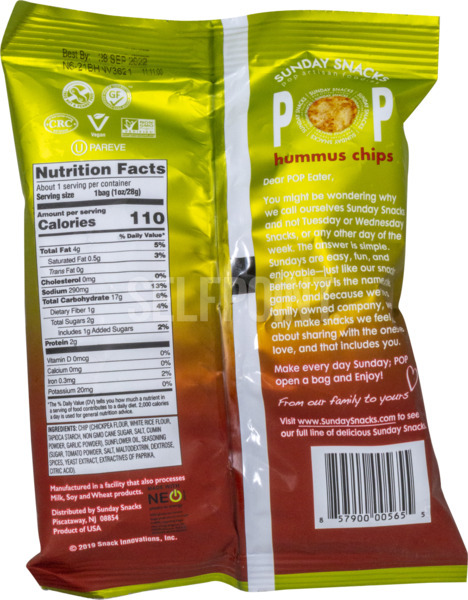 Best By: 28 SEP 2022
SUNDAY SNACKS
POP
hummus chips
GF
CRC
Vegan
NON GMO
U PAREVE
Dear POP Eater,
You might be wondering why
we call ourselves Sunday Snacks
and not Tuesday or Wednesday
Snacks, or any other day of the
week. The answer is simple.
Sundays are easy, fun, and
enjoyable—just like our
Better-for-you is the name
game, and because we
family owned company,
only make snacks we feel
about sharing with the
love, and that includes you.
Make every day Sunday; POP
open a bag and Enjoy!
From our family to yours
Visit www.SundaySnacks.com to see
our full line of delicious Sunday Snacks
Nutrition Facts
About 1 serving per container
Serving size 1bag (1oz/28g)
Amount per serving
Calories 110
% Daily Value*
Total Fat 4g 5%
Saturated Fat 0.5g 3%
Trans Fat 0g
Cholesterol 0mg 0%
Sodium 290mg 13%
Total Carbohydrate 17g 6%
Dietary Fiber 1g 4%
Total Sugars 2g
Includes 1g Added Sugars 2%
Protein 2g
Vitamin D 0mcg 0%
Calcium 0mg 0%
Iron 0.3mg 2%
Potassium 20mg 0%
*The % Daily Value (DV) tells you how much a nutrient in
a serving of food contributes to a daily diet. 2,000 calories
a day is used for general nutrition advice.
INGREDIENTS: CHIP (CHICKPEA FLOUR, WHITE RICE FLOUR,
TAPIOCA STARCH, NON GMO CANE SUGAR, SALT, CUMIN
POWDER, GARLIC POWDER), SUNFLOWER OIL, SEASONING
(SUGAR, TOMATO POWDER, SALT, MALTODEXTRIN, DEXTROSE,
SPICES, YEAST EXTRACT, EXTRACTIVES OF PAPRIKA,
CITRIC ACID).
Manufactured in a facility that also processes
Milk, Soy and Wheat products.
Distributed by Sunday Snacks
Piscataway, NJ 08854
Product of USA
© 2019 Snack Innovations, Inc.
NEO
8 57900 00565 5